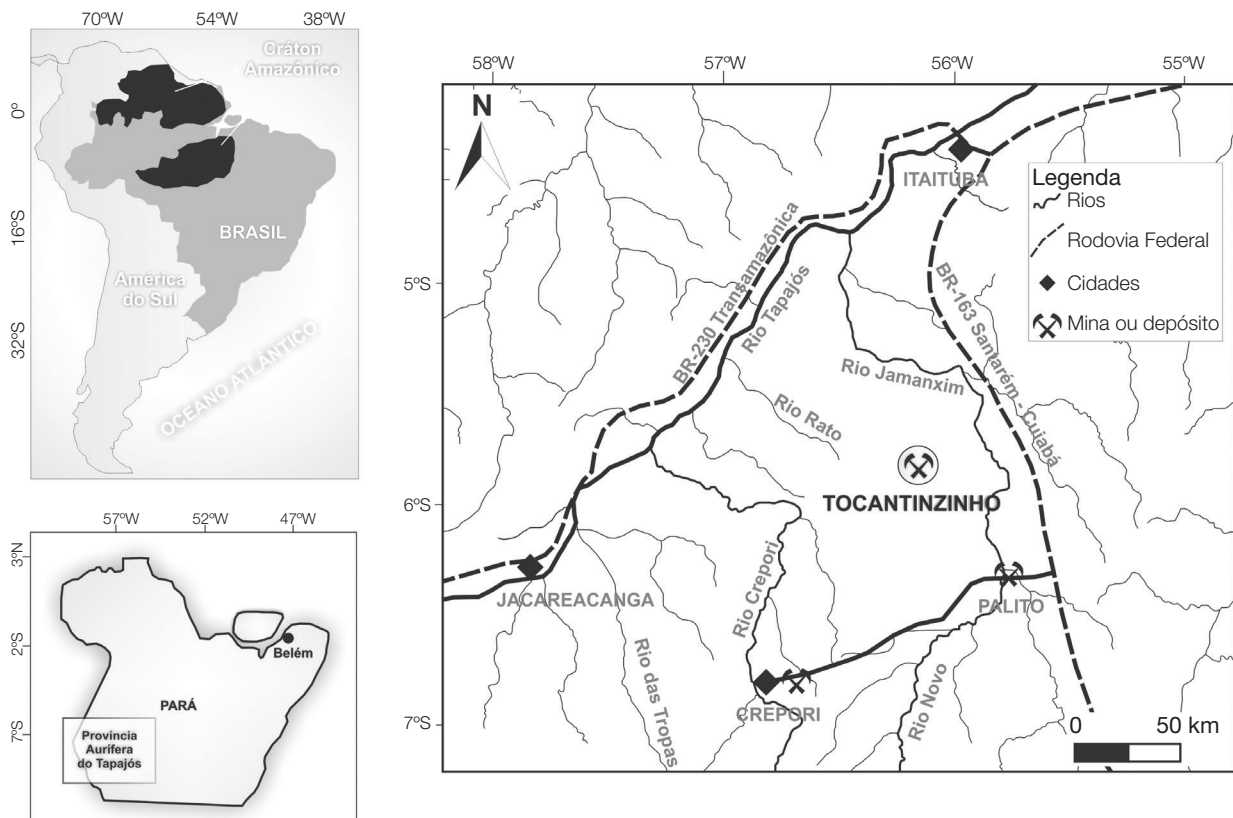 70ºW 54ºW 38ºW
Cráton
Amazônico
0º
16ºS
32ºS
BRASIL
América
do Sul
OCEANO ATLÂNTICO
57ºW 52ºW 47ºW
3ºN
2ºS
7ºS
Belém
PARÁ
Província
Aurífera
do Tapajós
58ºW 57ºW 56ºW 55ºW
5ºS
6ºS
7ºS
N
ITAITUBA
BR-230 Transamazônica
Rio Tapajós
BR-163 Santarém - Cuiabá
Rio Jamanxim
Rio Rato
TOCANTINZINHO
JACAREACANGA
Rio Crepori
PALITO
Rio das Tropas
CREPORI
Rio Novo
Legenda
Rios
Rodovia Federal
Cidades
Mina ou depósito
0 50 km